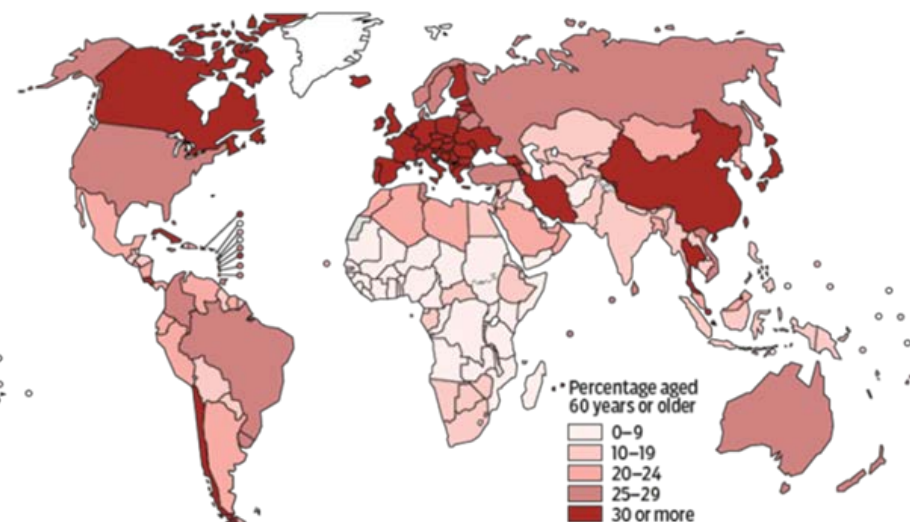 Percentage aged
60 years or older
0–9
10–19
20–24
25–29
30 or more